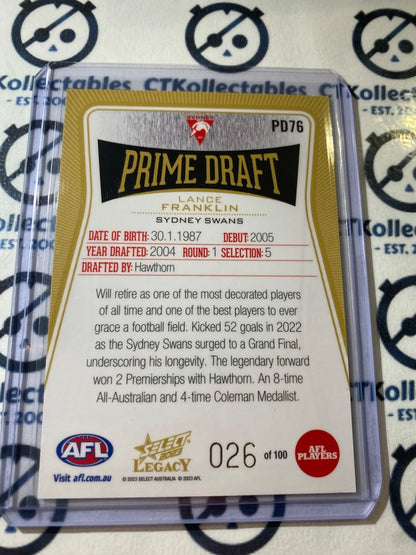 CTKollectables CTKollectables
- EST. 2
SYDNEY
PD76
PRIME DRAFT
LANCE
FRANKLIN
SYDNEY SWANS
DATE OF BIRTH: 30.1.1987 DEBUT: 2005
YEAR DRAFTED: 2004 ROUND: 1 SELECTION: 5
DRAFTED BY: Hawthorn
Will retire as one of the most decorated players
of all time and one of the best players to ever
grace a football field. Kicked 52 goals in 2022
as the Sydney Swans surged to a Grand Final,
underscoring his longevity. The legendary forward
won 2 Premierships with Hawthorn. An 8-time
All-Australian and 4-time Coleman Medallist.
AFL
Visit afl.com.au
SELECT
2023
LEGACY
© 2023 SELECT AUSTRALIA © 2023 AFL
026 of 100
AFL
PLAYERS